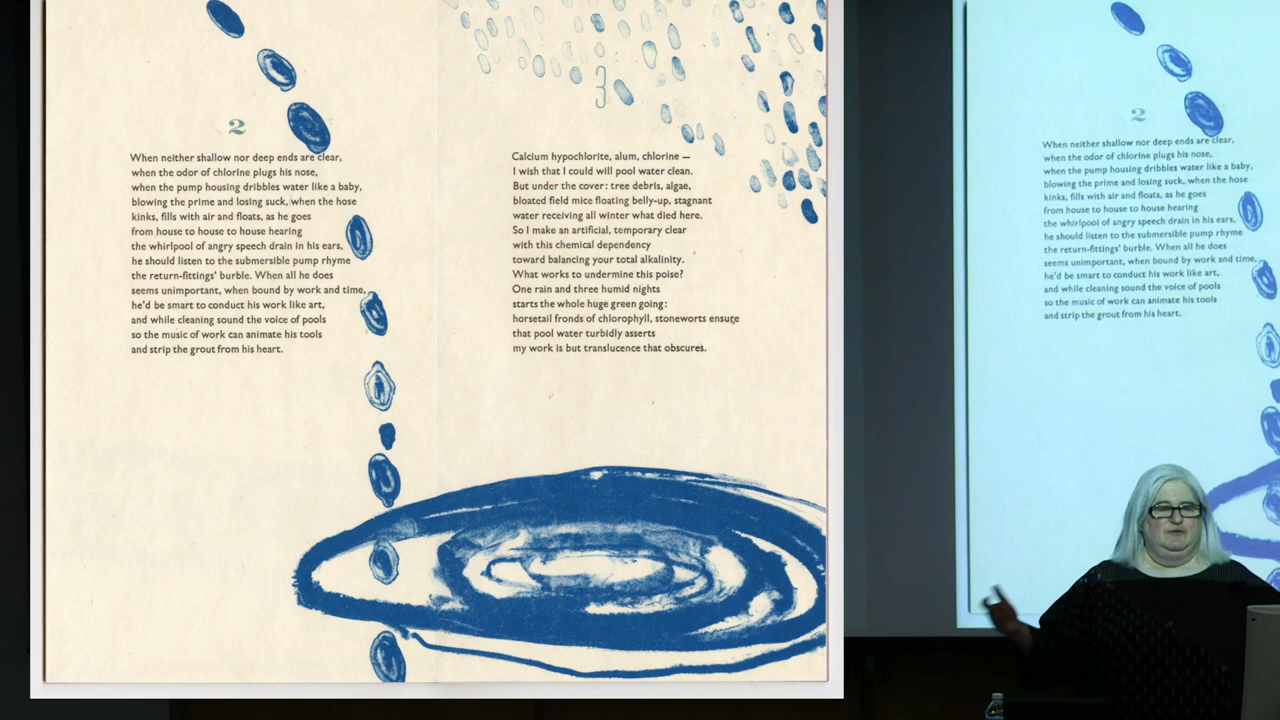 2
When neither shallow nor deep ends are clear,
when the odor of chlorine plugs his nose,
when the pump housing dribbles water like a baby,
blowing the prime and losing suck, when the hose
kinks, fills with air and floats, as he goes
from house to house to house hearing
the whirlpool of angry speech drain in his ears,
he should listen to the submersible pump rhyme
the return-fittings' burble. When all he does
seems unimportant, when bound by work and time,
he'd be smart to conduct his work like art,
and while cleaning sound the voice of pools
so the music of work can animate his tools
and strip the grout from his heart.
3
Calcium hypochlorite, alum, chlorine —
I wish that I could will pool water clean.
But under the cover: tree debris, algae,
bloated field mice floating belly-up, stagnant
water receiving all winter what died here.
So I make an artificial, temporary clear
with this chemical dependency
toward balancing your total alkalinity.
What works to undermine this poise?
One rain and three humid nights
starts the whole huge green going:
horsetail fronds of chlorophyll, stoneworts ensure
that pool water turbidly asserts
my work is but translucence that obscures.
2
When neither shallow nor deep ends are clear,
when the odor of chlorine plugs his nose,
when the pump housing dribbles water like a baby,
blowing the prime and losing suck, when the hose
kinks, fills with air and floats, as he goes
from house to house to house hearing
the whirlpool of angry speech drain in his ears,
he should listen to the submersible pump rhyme
the return-fittings' burble. When all he does
seems unimportant, when bound by work and time,
he'd be smart to conduct his work like art,
and while cleaning sound the voice of pools
so the music of work can animate his tools
and strip the grout from his heart.